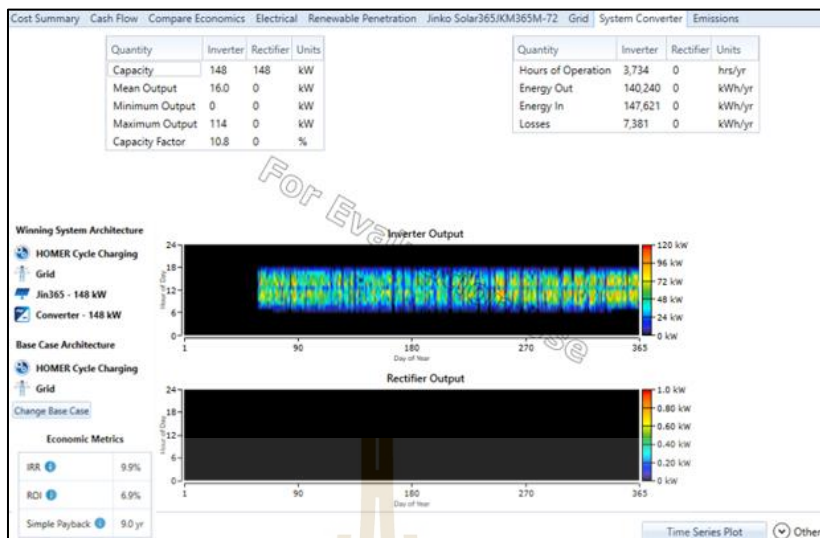 Cost Summary Cash Flow Compare Economics Electrical Renewable Penetration Jinko Solar365JKM365M-72 Grid System Converter Emissions
Quantity Inverter Rectifier Units
Capacity 148 148 kW
Mean Output 16.0 0 kW
Minimum Output 0 0 kW
Maximum Output 114 0 kW
Capacity Factor 10.8 0 %
Quantity Inverter Rectifier Units
Hours of Operation 3,734 0 hrs/yr
Energy Out 140,240 0 kWh/yr
Energy In 147,621 0 kWh/yr
Losses 7,381 0 kWh/yr
For Eva use
Winning System Architecture
HOMER Cycle Charging
Grid
Jin365 - 148 kW
Converter - 148 kW
Base Case Architecture
HOMER Cycle Charging
Grid
Change Base Case
Economic Metrics
IRR 9.9%
ROI 6.9%
Simple Payback 9.0 yr
Inverter Output
Hour of Day
24
18
12
6
0
1 90 180 270 365
Day of Year
120 kW
96 kW
72 kW
48 kW
24 kW
0 kW
Rectifier Output
Hour of Day
24
18
12
6
0
1 90 180 270 365
Day of Year
1.0 kW
0.80 kW
0.60 kW
0.40 kW
0.20 kW
0 kW
Time Series Plot Other